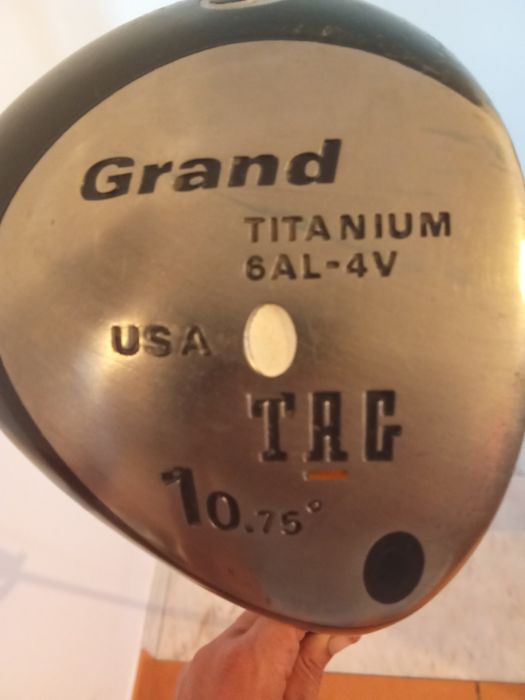 Grand
TITANIUM
6AL-4V
USA
TAG
10.75°